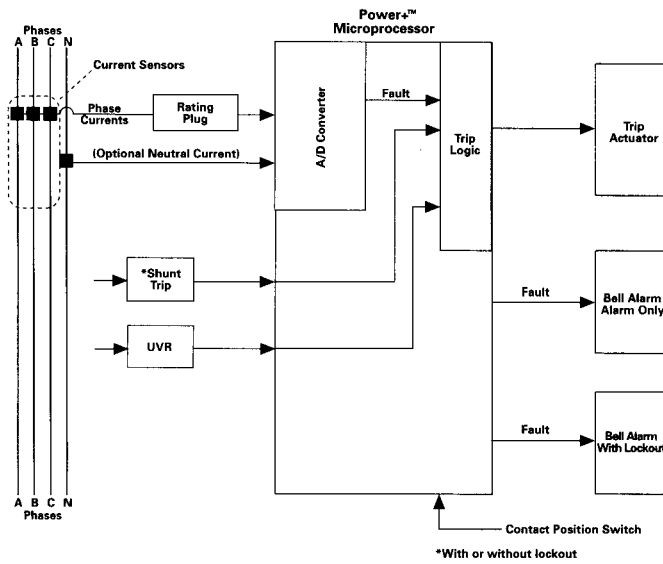 Power+™
Microprocessor
Phases
A B C N
Current Sensors
Phase
Currents
Rating
Plug
(Optional Neutral Current)
A/D Converter
Fault
Trip
Logic
Trip
Actuator
*Shunt
Trip
UVR
Fault
Bell Alarm
Alarm Only
Fault
Bell Alarm
With Lockout
A B C N
Phases
Contact Position Switch
*With or without lockout